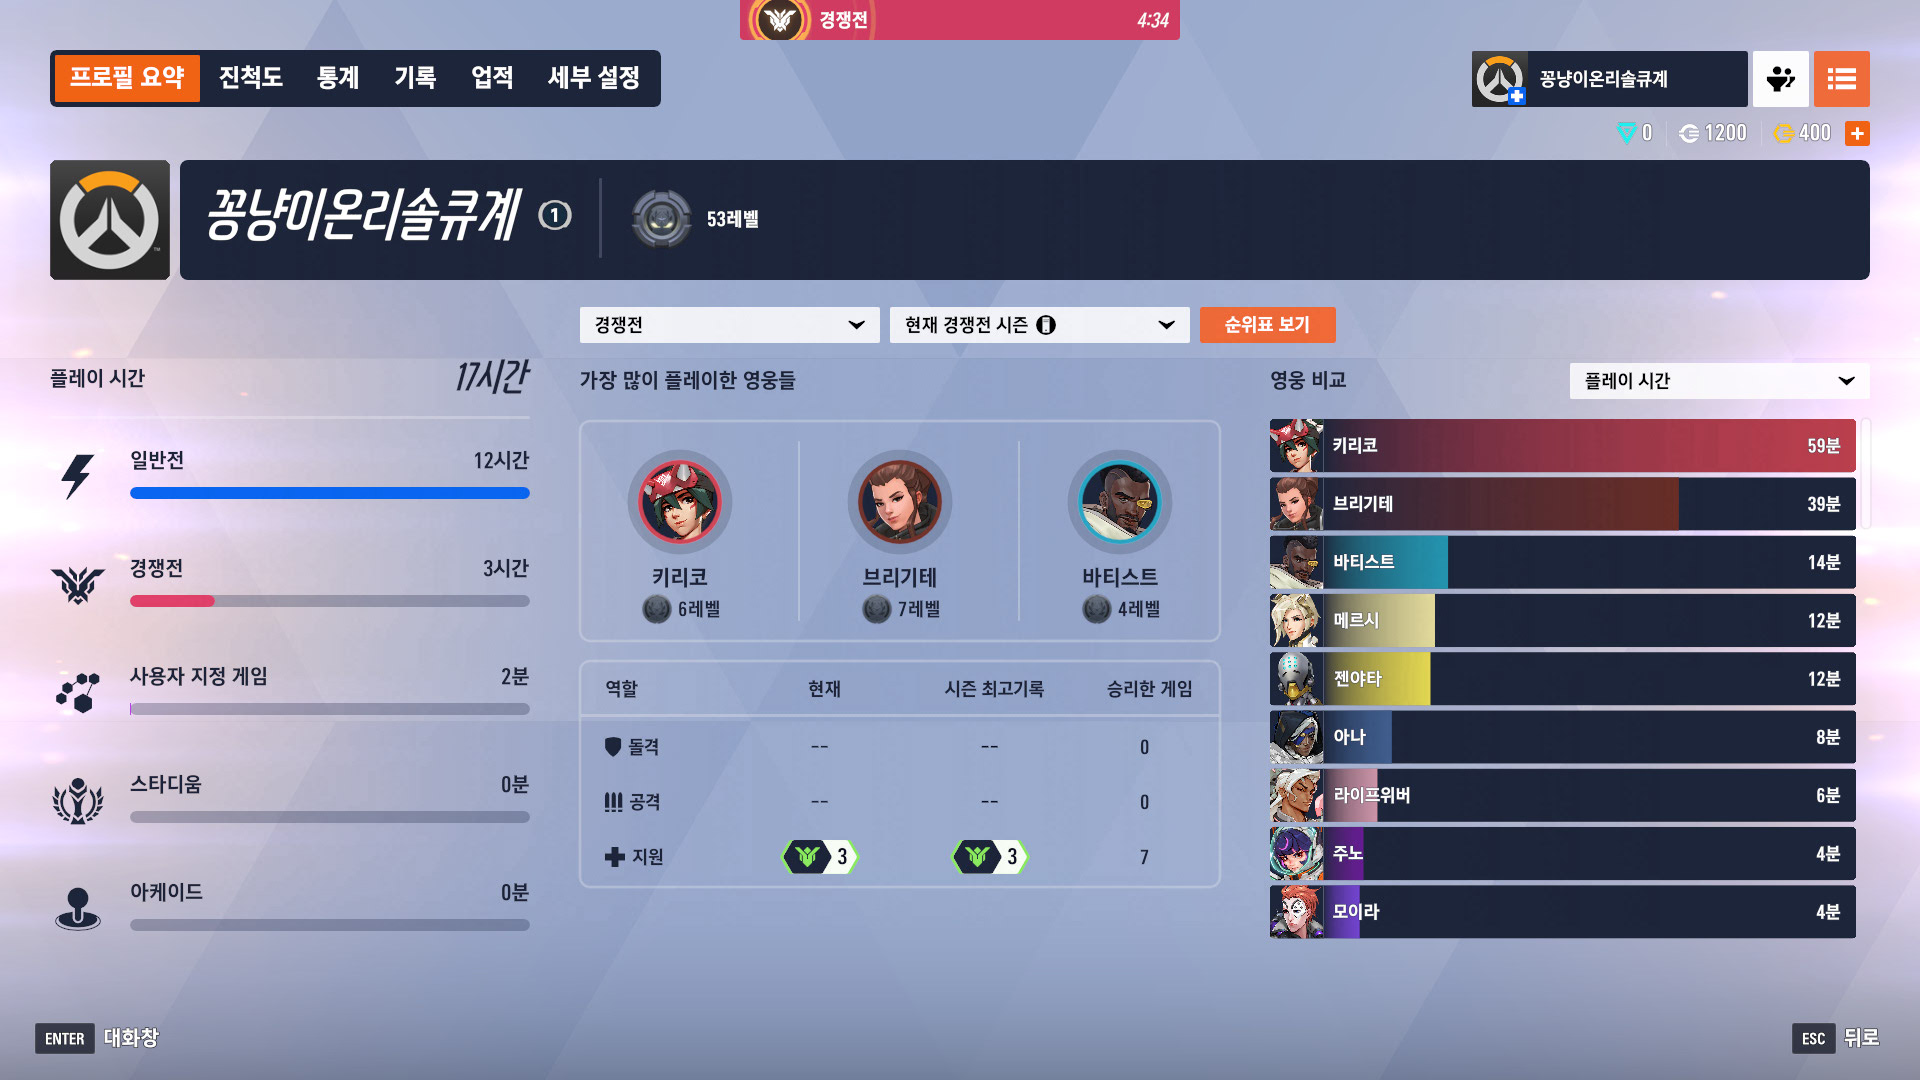 경쟁전 4:34
프로필 요약 진척도 통계 기록 업적 세부 설정
꽁냥이온리솔큐계
0 1200 400
꽁냥이온리솔큐계 1 53레벨
경쟁전 현재 경쟁전 시즌 순위표 보기
플레이 시간 17시간
일반전 12시간
경쟁전 3시간
사용자 지정 게임 2분
스타디움 0분
아케이드 0분
가장 많이 플레이한 영웅들
키리코 브리기테 바티스트
6레벨 7레벨 4레벨
역할 현재 시즌 최고기록 승리한 게임
돌격 -- -- 0
공격 -- -- 0
지원 3 3 7
영웅 비교 플레이 시간
키리코 59분
브리기테 39분
바티스트 14분
메르시 12분
젠야타 12분
아나 8분
라이프위버 6분
주노 4분
모이라 4분
ENTER 대화창
ESC 뒤로